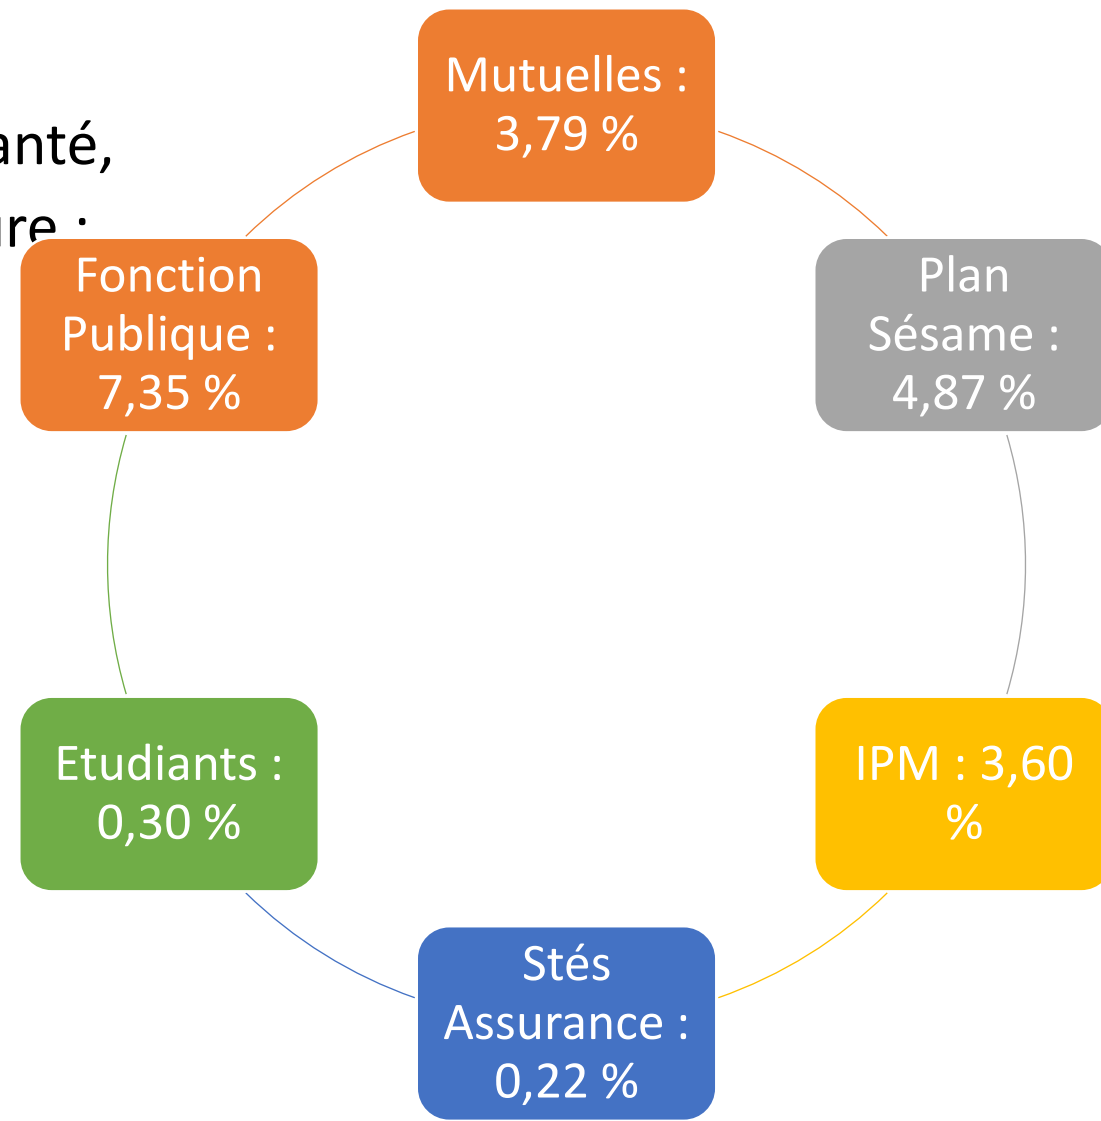 Mutuelles :
3,79 %
Fonction
Publique :
7,35 %
Plan
Sésame :
4,87 %
Etudiants :
0,30 %
IPM : 3,60
%
Stés
Assurance :
0,22 %